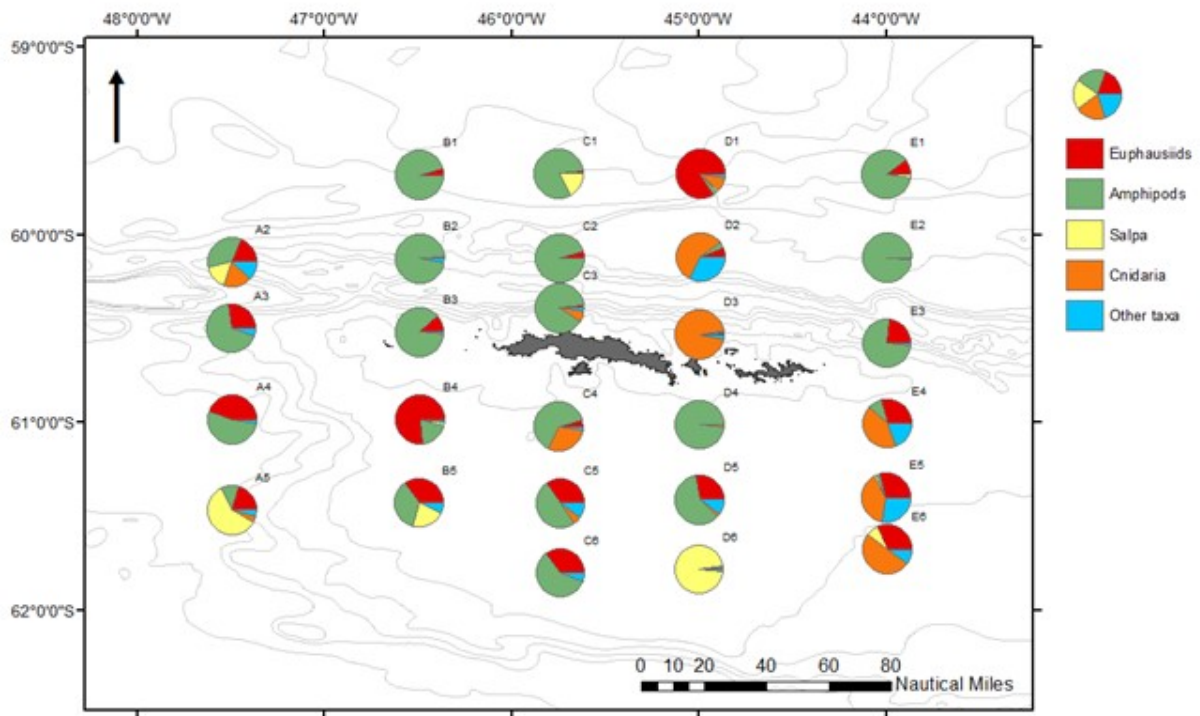 48°0'0"W 47°0'0"W 46°0'0"W 45°0'0"W 44°0'0"W
59°0'0"S
B1 C1 D1 E1
Euphausiids
Amphipods
60°0'0"S
A2 B2 C2 D2 E2
Salpa
C3
Cnidaria
A3 B3 D3 E3
Other taxa
61°0'0"S
A4 B4 C4 D4 E4
A5 B5 C5 D5 E5
E6
C6 D6
62°0'0"S
0 10 20 40 60 80
Nautical Miles